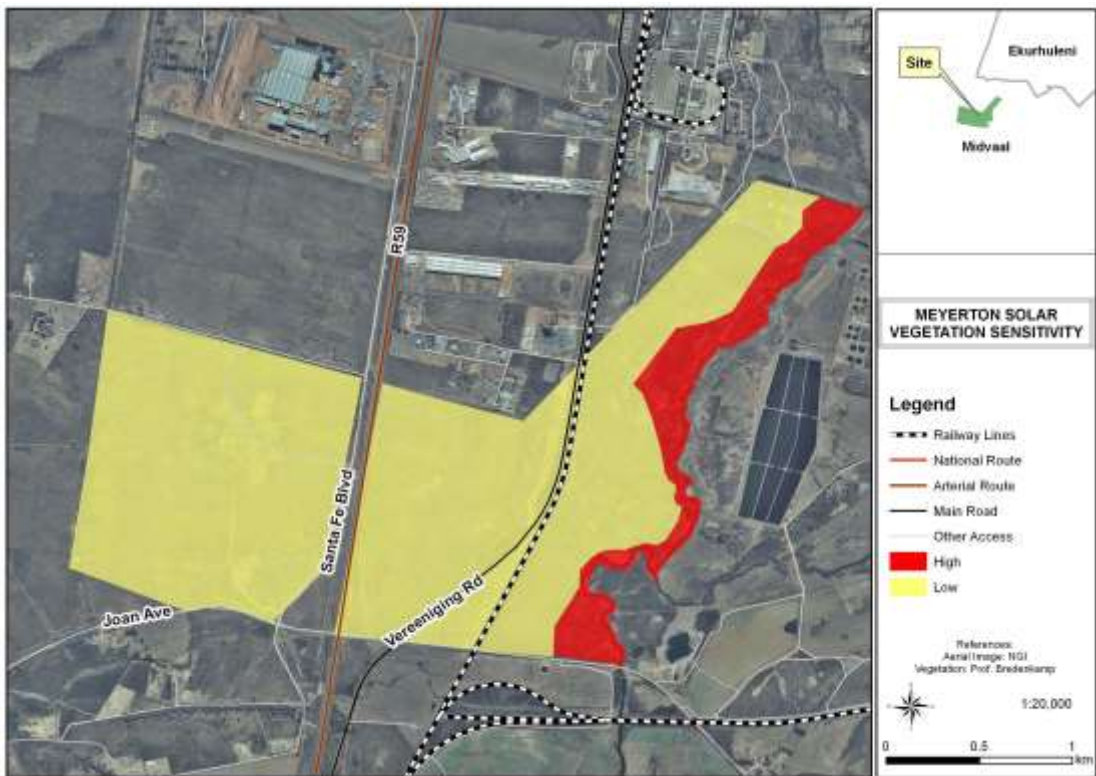 R59
Santa Fe Blvd
Vereeniging Rd
Joan Ave
Ekurhuleni
Site
Midvaal
MEYERTON SOLAR
VEGETATION SENSITIVITY
Legend
Railway Lines
National Route
Arterial Route
Main Road
Other Access
High
Low
References:
Aerial Image: NGI
Vegetation: Prof. Bredenkamp
1:20,000
0 0.5 1
km